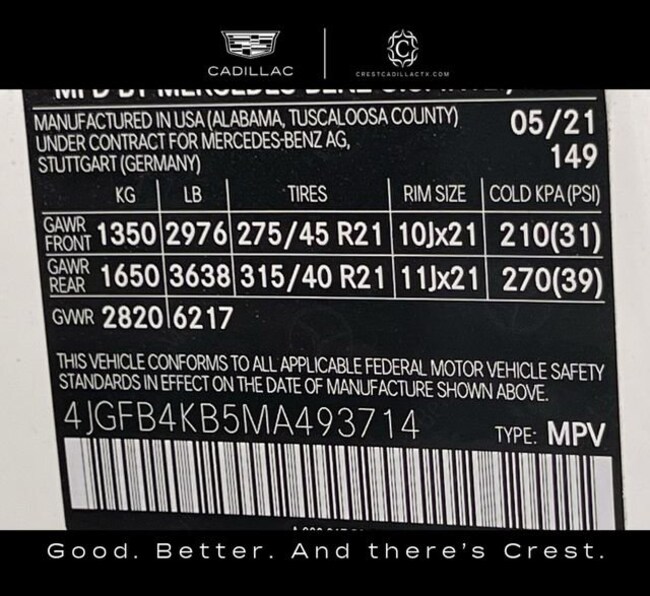 CADILLAC
CRESTCADILLACTX.COM
MANUFACTURED IN USA (ALABAMA, TUSCALOOSA COUNTY) 05/21
UNDER CONTRACT FOR MERCEDES-BENZ AG,
STUTTGART (GERMANY) 149
KG LB TIRES RIM SIZE COLD KPA (PSI)
GAWR FRONT 1350 2976 275/45 R21 10Jx21 210(31)
GAWR REAR 1650 3638 315/40 R21 11Jx21 270(39)
GVWR 2820 6217
THIS VEHICLE CONFORMS TO ALL APPLICABLE FEDERAL MOTOR VEHICLE SAFETY
STANDARDS IN EFFECT ON THE DATE OF MANUFACTURE SHOWN ABOVE.
4JGFB4KB5MA493714 TYPE: MPV
Good. Better. And there's Crest.